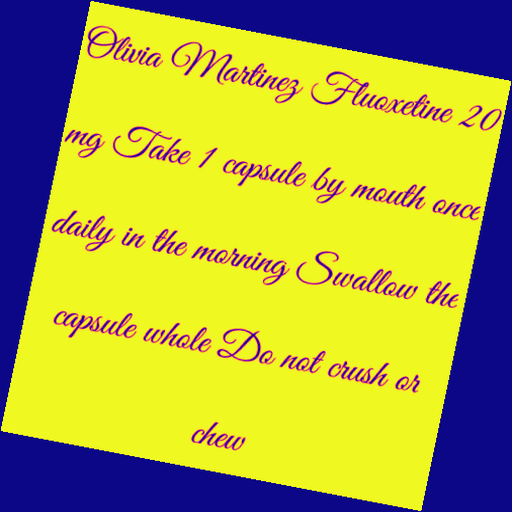 Olivia Martinez Fluoxetine 20
mg Take 1 capsule by mouth once
daily in the morning Swallow the
capsule whole Do not crush or
chew